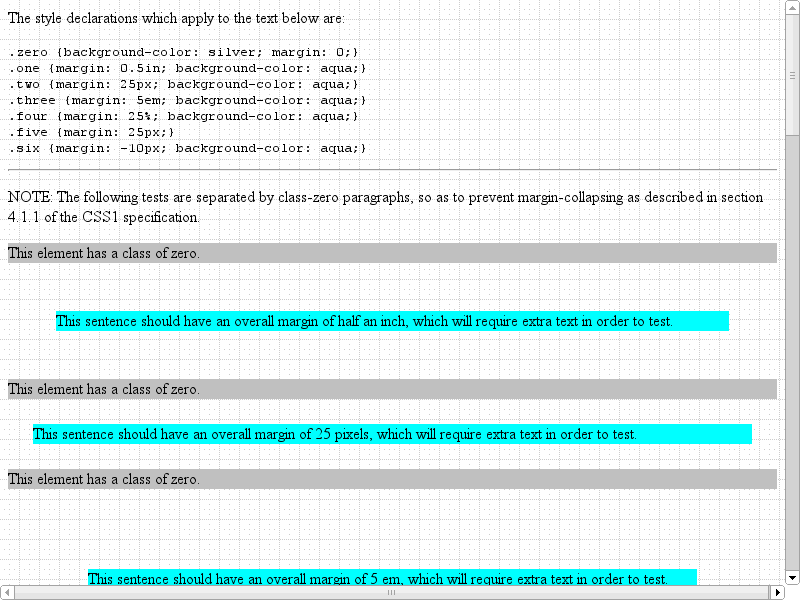 The style declarations which apply to the text below are:
.zero {background-color: silver; margin: 0;}
.one {margin: 0.5in; background-color: aqua;}
.two {margin: 25px; background-color: aqua;}
.three {margin: 5em; background-color: aqua;}
.four {margin: 25%; background-color: aqua;}
.five {margin: 25px;}
.six {margin: -10px; background-color: aqua;}
NOTE: The following tests are separated by class-zero paragraphs, so as to prevent margin-collapsing as described in section
4.1.1 of the CSS1 specification.
This element has a class of zero.
This sentence should have an overall margin of half an inch, which will require extra text in order to test.
This element has a class of zero.
This sentence should have an overall margin of 25 pixels, which will require extra text in order to test.
This element has a class of zero.
This sentence should have an overall margin of 5 em, which will require extra text in order to test.